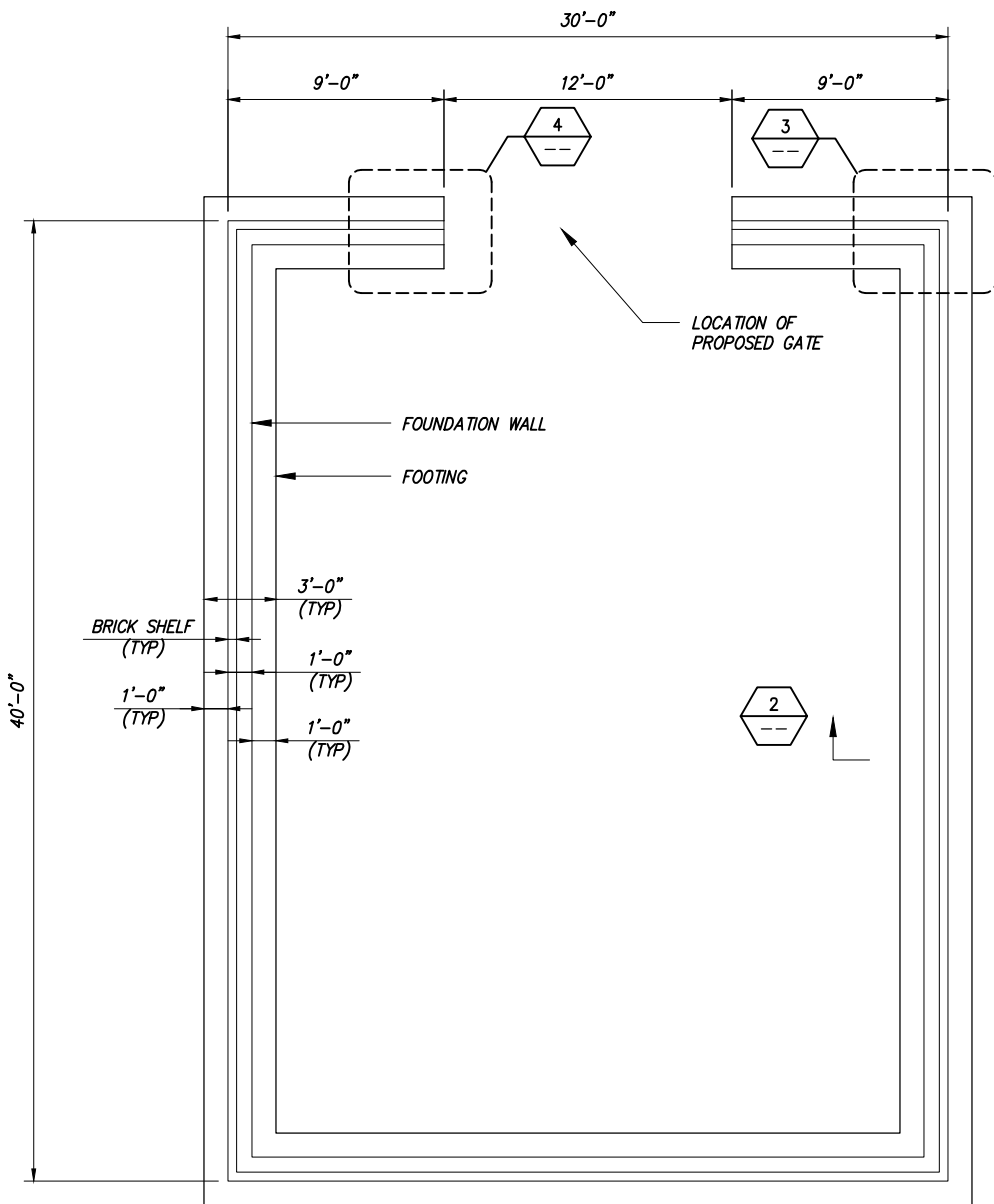 30'-0"
9'-0"
12'-0"
9'-0"
4
--
3
--
LOCATION OF
PROPOSED GATE
FOUNDATION WALL
FOOTING
3'-0"
(TYP)
BRICK SHELF
(TYP)
1'-0"
(TYP)
1'-0"
(TYP)
1'-0"
(TYP)
40'-0"
2
--